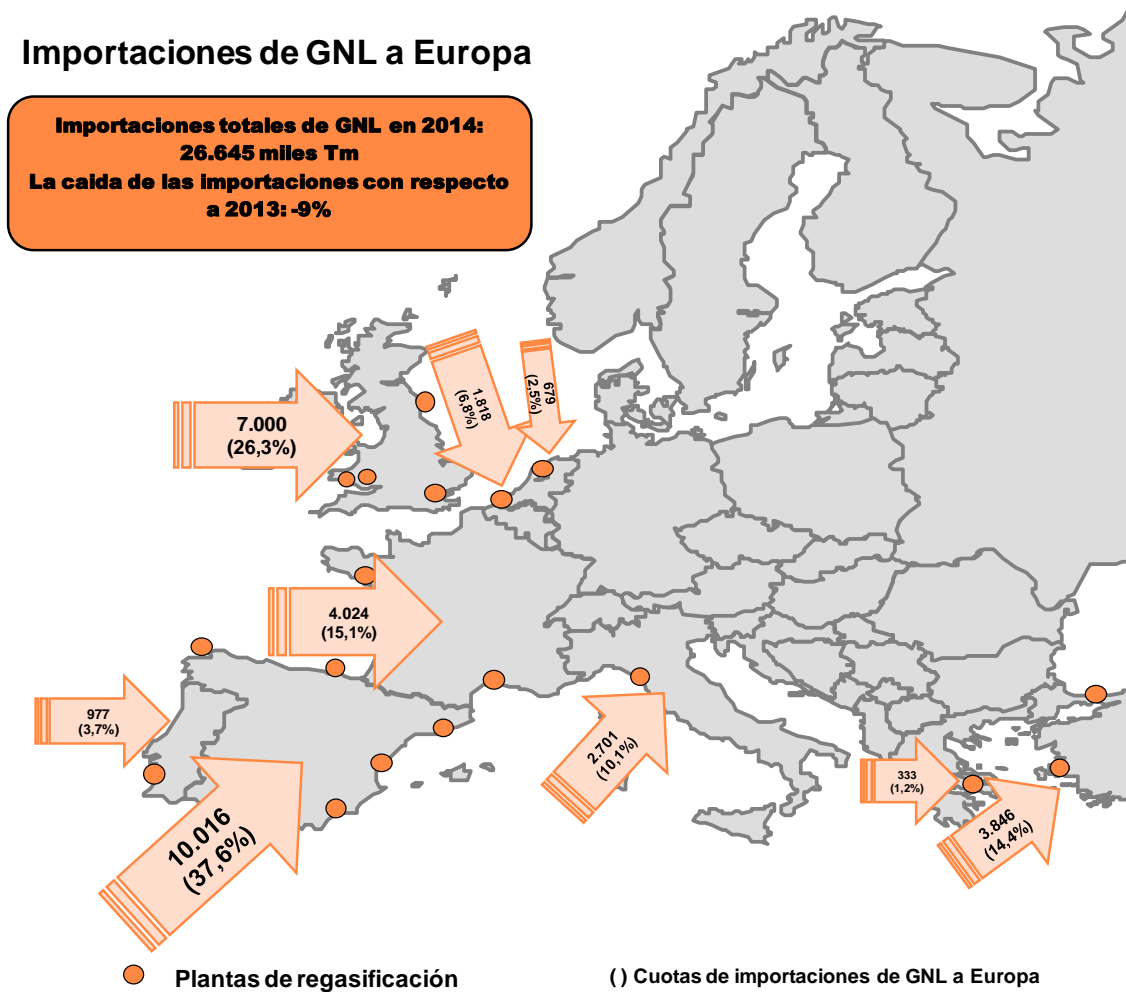 Importaciones de GNL a Europa
Importaciones totales de GNL en 2014:
26.645 miles Tm
La caida de las importaciones con respecto
a 2013: -9%
1.818
(6,8%)
679
(2,5%)
7.000
(26,3%)
4.024
(15,1%)
977
(3,7%)
10.016
(37,6%)
2.701
(10,1%)
333
(1,2%)
3.846
(14,4%)
Plantas de regasificación
( ) Cuotas de importaciones de GNL a Europa